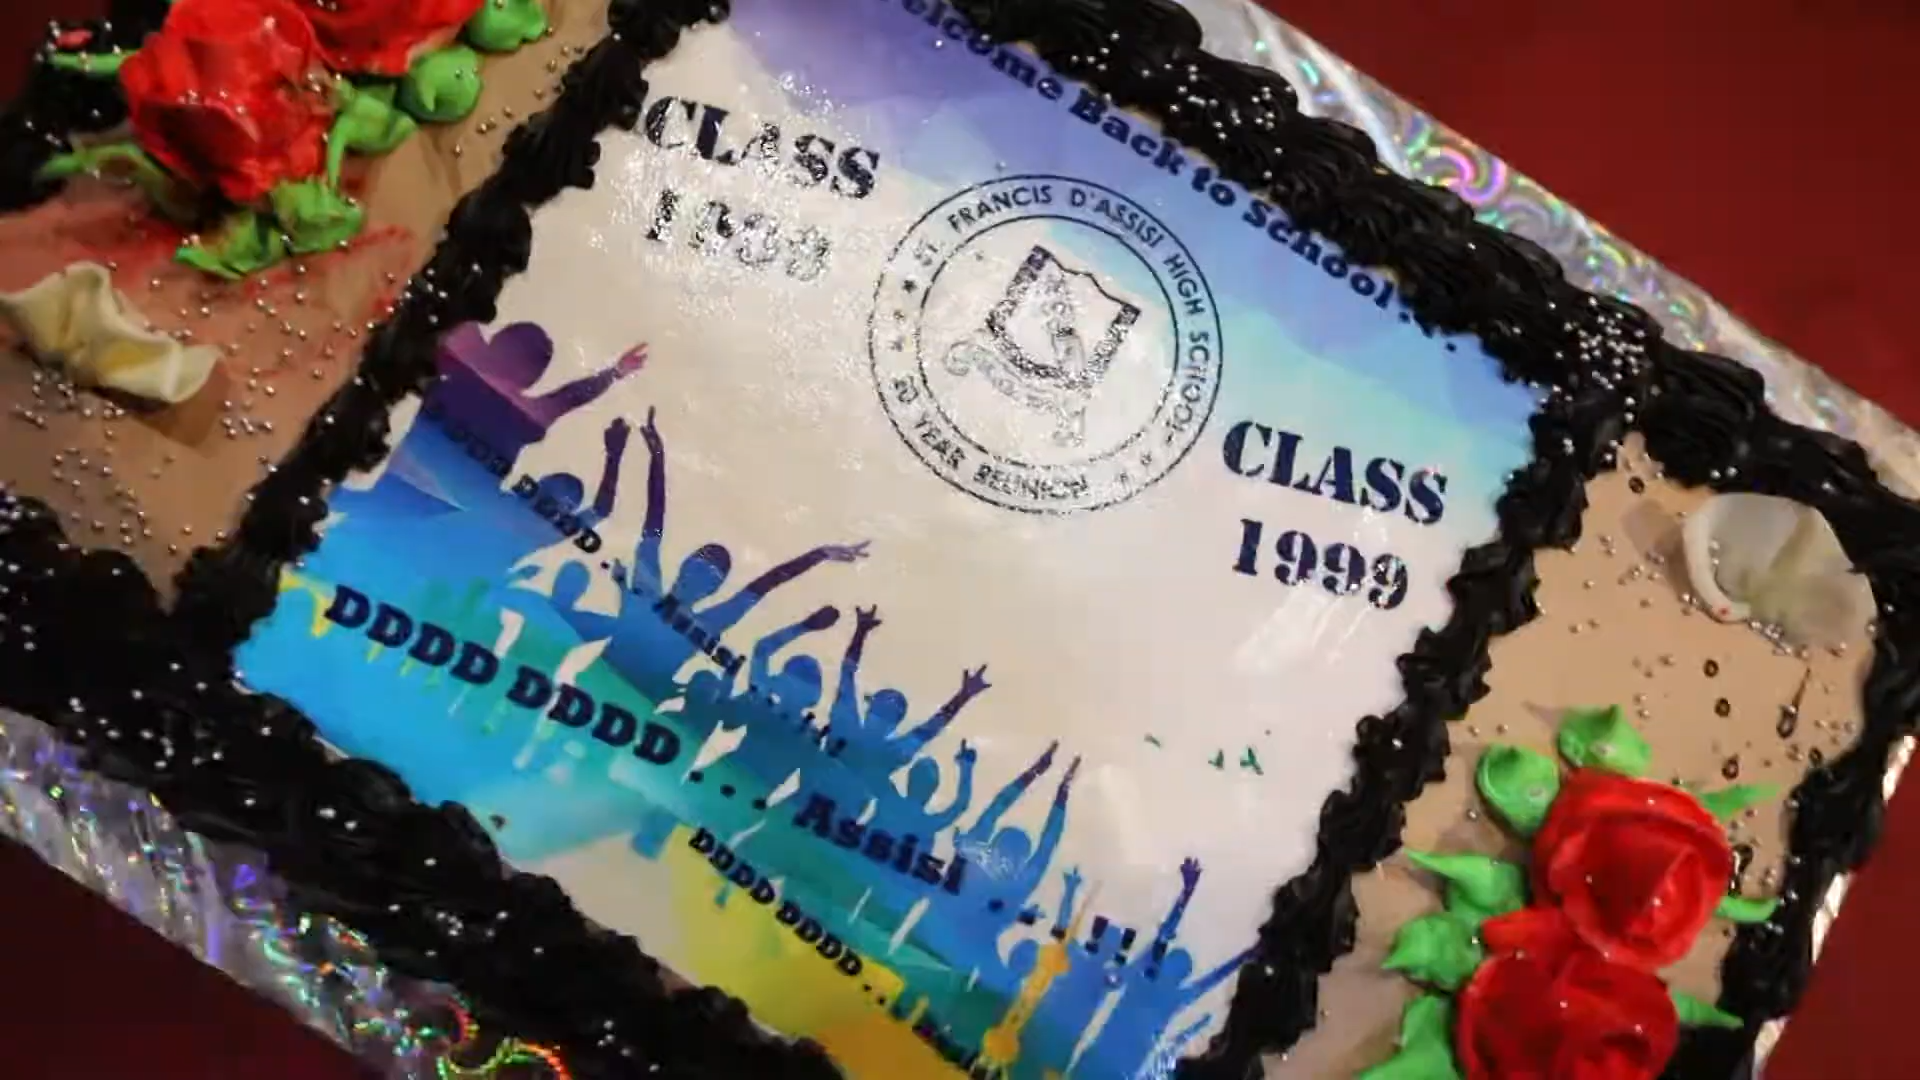 Welcome Back to School..
CLASS
1999
ST. FRANCIS D'ASSISI HIGH SCHOOL
20 YEAR REUNION
CLASS
1999
DDDD ... Assisi
DDDD DDDD ... Assisi ...!!!
DDDD DDDD ...